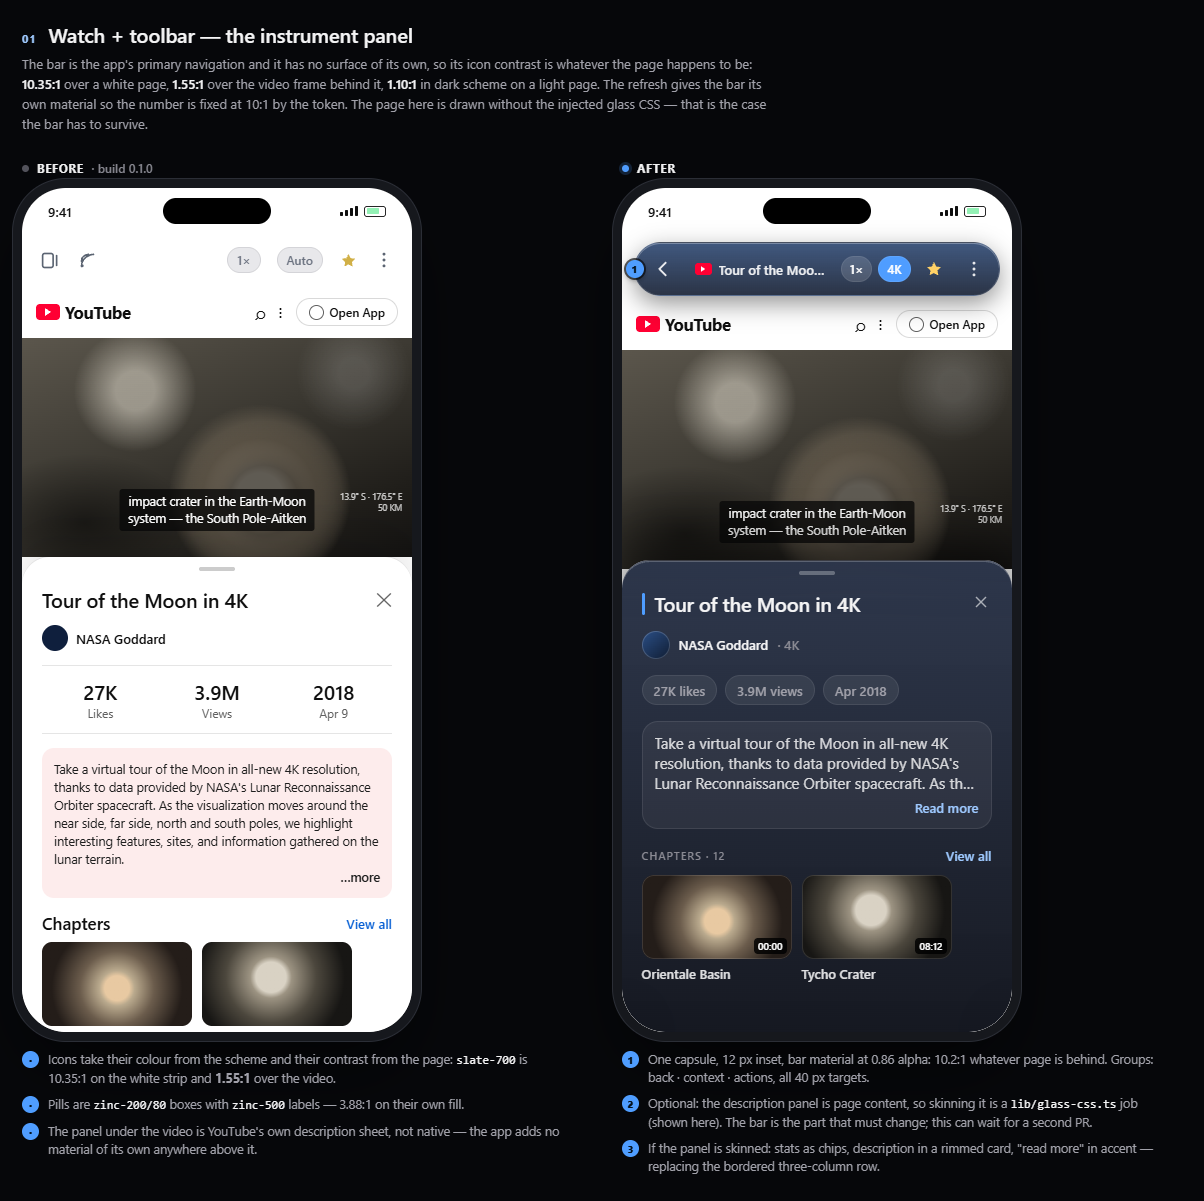 01 Watch + toolbar — the instrument panel
The bar is the app's primary navigation and it has no surface of its own, so its icon contrast is whatever the page happens to be:
10.35:1 over a white page, 1.55:1 over the video frame behind it, 1.10:1 in dark scheme on a light page. The refresh gives the bar its
own material so the number is fixed at 10:1 by the token. The page here is drawn without the injected glass CSS — that is the case
the bar has to survive.
BEFORE · build 0.1.0
9:41
1×
Auto
YouTube
Open App
impact crater in the Earth-Moon
system — the South Pole-Aitken
13.9° S · 176.5° E
50 KM
Tour of the Moon in 4K
NASA Goddard
27K
3.9M
2018
Likes
Views
Apr 9
Take a virtual tour of the Moon in all-new 4K resolution,
thanks to data provided by NASA's Lunar Reconnaissance
Orbiter spacecraft. As the visualization moves around the
near side, far side, north and south poles, we highlight
interesting features, sites, and information gathered on the
lunar terrain.
...more
Chapters
View all
- Icons take their colour from the scheme and their contrast from the page: slate-700 is
10.35:1 on the white strip and 1.55:1 over the video.
- Pills are zinc-200/80 boxes with zinc-500 labels — 3.88:1 on their own fill.
- The panel under the video is YouTube's own description sheet, not native — the app adds no
material of its own anywhere above it.
AFTER
9:41
1
Tour of the Moo...
1×
4K
YouTube
Open App
impact crater in the Earth-Moon
system — the South Pole-Aitken
13.9° S · 176.5° E
50 KM
Tour of the Moon in 4K
NASA Goddard · 4K
27K likes
3.9M views
Apr 2018
Take a virtual tour of the Moon in all-new 4K
resolution, thanks to data provided by NASA's
Lunar Reconnaissance Orbiter spacecraft. As th...
Read more
CHAPTERS · 12
View all
00:00
08:12
Orientale Basin
Tycho Crater
1 One capsule, 12 px inset, bar material at 0.86 alpha: 10.2:1 whatever page is behind. Groups:
back · context · actions, all 40 px targets.
2 Optional: the description panel is page content, so skinning it is a lib/glass-css.ts job
(shown here). The bar is the part that must change; this can wait for a second PR.
3 If the panel is skinned: stats as chips, description in a rimmed card, "read more" in accent —
replacing the bordered three-column row.